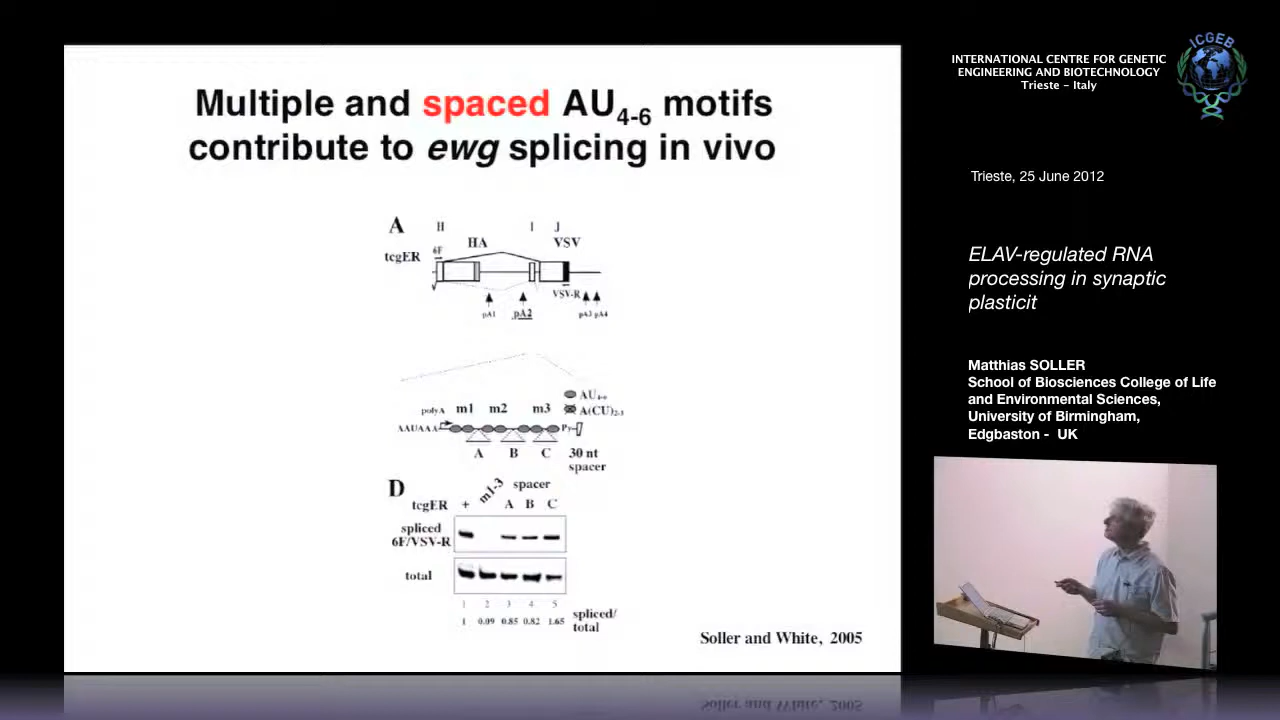 Multiple and spaced AU4-6 motifs
contribute to ewg splicing in vivo
A
H I J
HA VSV
tcgER 6F
VSV-R
pA1 pA2 pA3 pA4
AU4-6
polyA m1 m2 m3 A(CU)2-3
AAUAAA Py
A B C 30 nt
spacer
D m1-3 spacer
tcgER + A B C
spliced
6F/VSV-R
total
1 2 3 4 5 spliced/
1 0.09 0.85 0.82 1.65 total
Soller and White, 2005
Soller and White, 2005
INTERNATIONAL CENTRE FOR GENETIC
ENGINEERING AND BIOTECHNOLOGY
Trieste - Italy
ICGEB
Trieste, 25 June 2012
ELAV-regulated RNA
processing in synaptic
plasticit
Matthias SOLLER
School of Biosciences College of Life
and Environmental Sciences,
University of Birmingham,
Edgbaston - UK